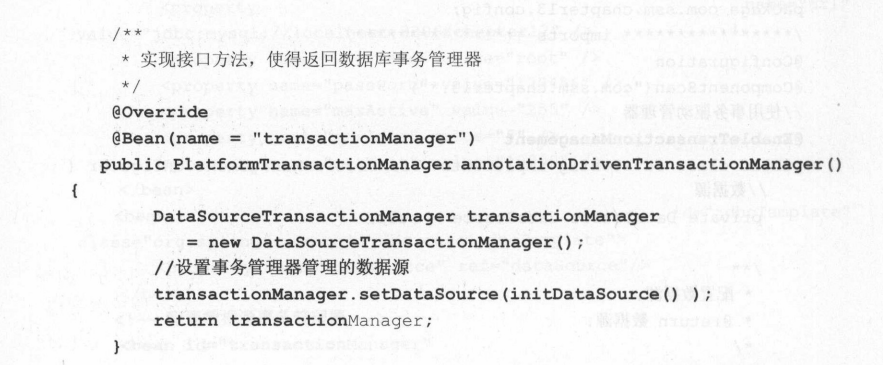 /**
* 实现接口方法，使得返回数据库事务管理器
*/
@Override
@Bean(name = "transactionManager")
public PlatformTransactionManager annotationDrivenTransactionManager()
{
DataSourceTransactionManager transactionManager
= new DataSourceTransactionManager();
//设置事务管理器管理的数据源
transactionManager.setDataSource(initDataSource() );
return transactionManager;
}